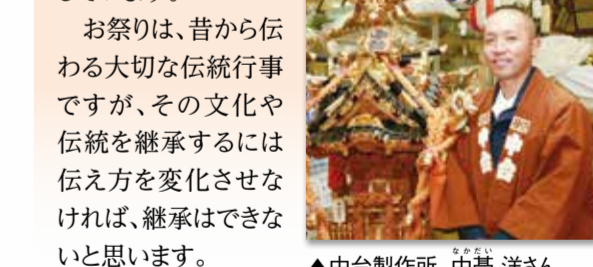 お祭りは、昔から伝
わる大切な伝統行事
ですが、その文化や
伝統を継承するには
伝え方を変化させな
ければ、継承はできな
いと思います。
▲中台製作所 中臺 洋さん
なかだい